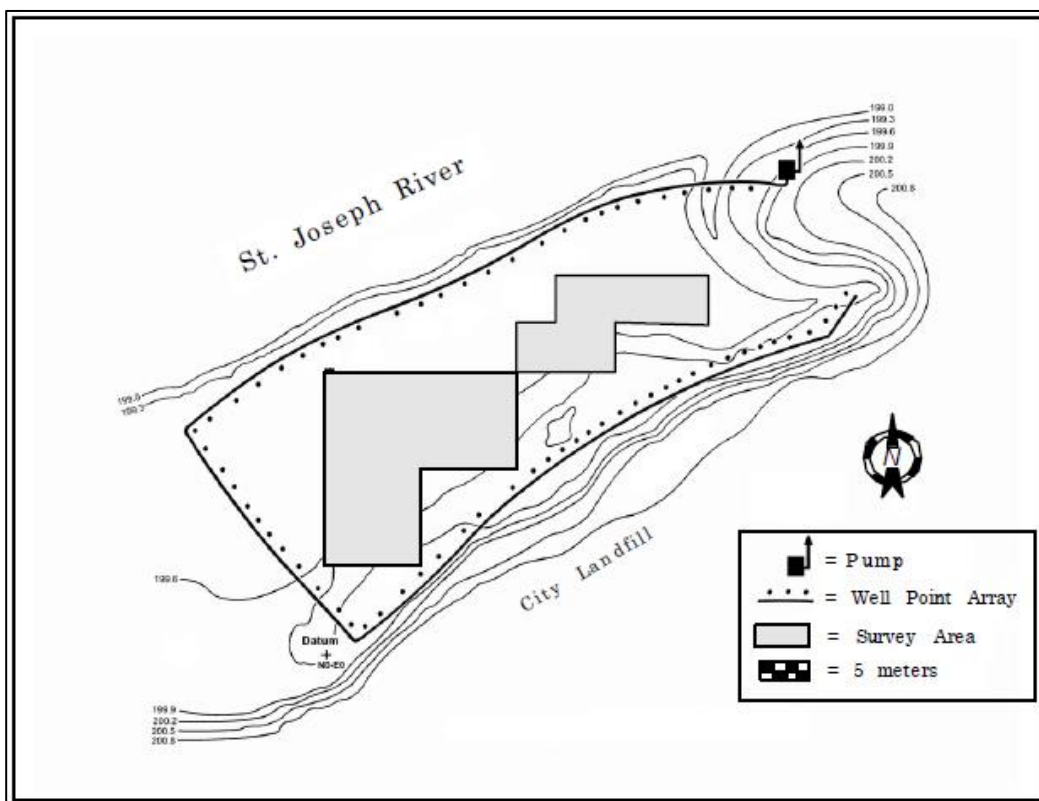 199.0
199.3
199.6
199.9
200.2
200.5
200.8
St. Joseph River
N
City Landfill
199.6
Datum
N0-E0
199.9
200.2
200.5
200.8
= Pump
= Well Point Array
= Survey Area
= 5 meters